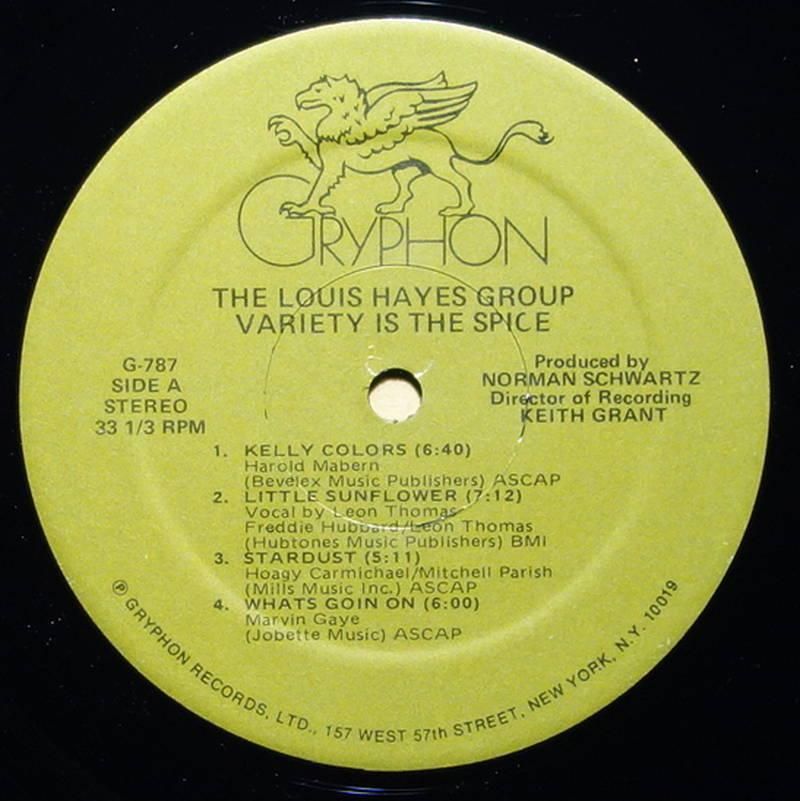 GRYPHON
THE LOUIS HAYES GROUP
VARIETY IS THE SPICE
G-787
SIDE A
STEREO
33 1/3 RPM
Produced by
NORMAN SCHWARTZ
Director of Recording
KEITH GRANT
1. KELLY COLORS (6:40)
Harold Mabern
(Bevelex Music Publishers) ASCAP
2. LITTLE SUNFLOWER (7:12)
Vocal by Leon Thomas
Freddie Hubbard/Leon Thomas
(Hubtones Music Publishers) BMI
3. STARDUST (5:11)
Hoagy Carmichael/Mitchell Parish
(Mills Music Inc.) ASCAP
4. WHATS GOIN ON (6:00)
Marvin Gaye
(Jobette Music) ASCAP
℗ GRYPHON RECORDS, LTD., 157 WEST 57th STREET, NEW YORK, N.Y. 10019